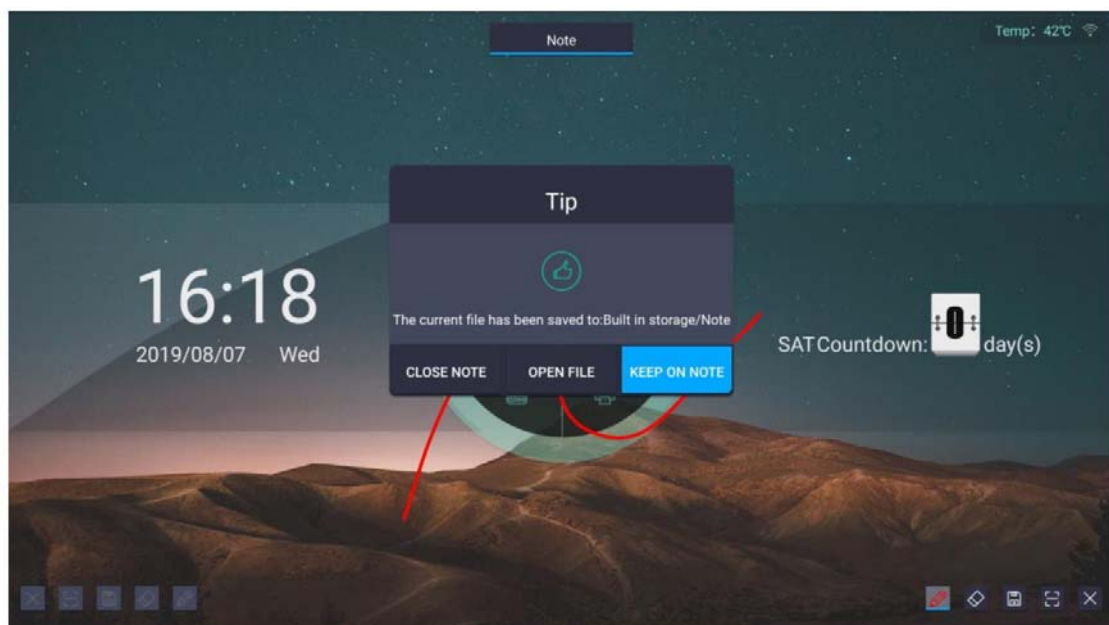 Note
Temp: 42℃
Tip
The current file has been saved to:Built in storage/Note
CLOSE NOTE OPEN FILE KEEP ON NOTE
16:18
2019/08/07 Wed
SAT Countdown: 0 day(s)